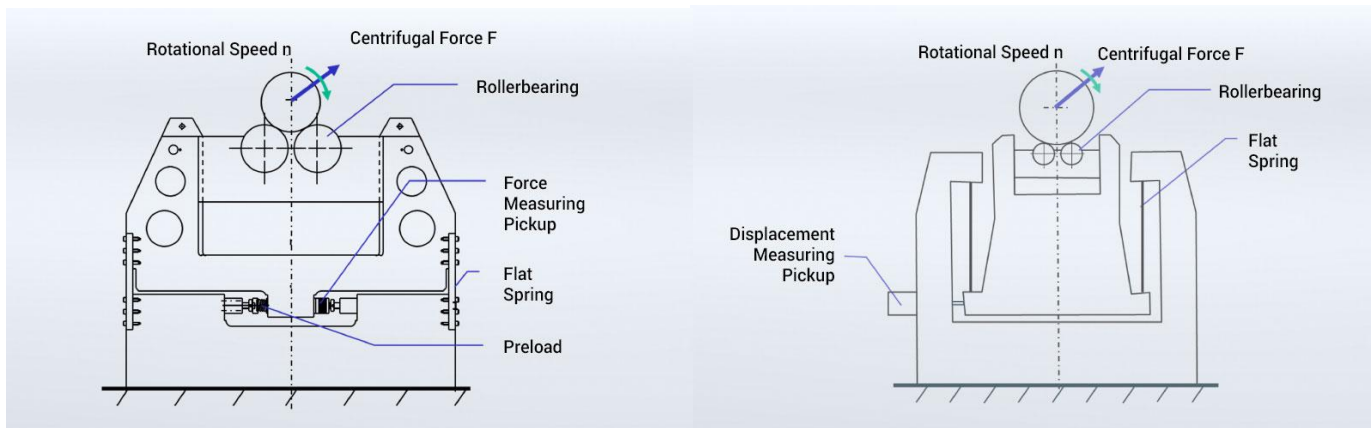 Rotational Speed n
Centrifugal Force F
Rollerbearing
Force
Measuring
Pickup
Flat
Spring
Preload
Rotational Speed n
Centrifugal Force F
Rollerbearing
Flat
Spring
Displacement
Measuring
Pickup